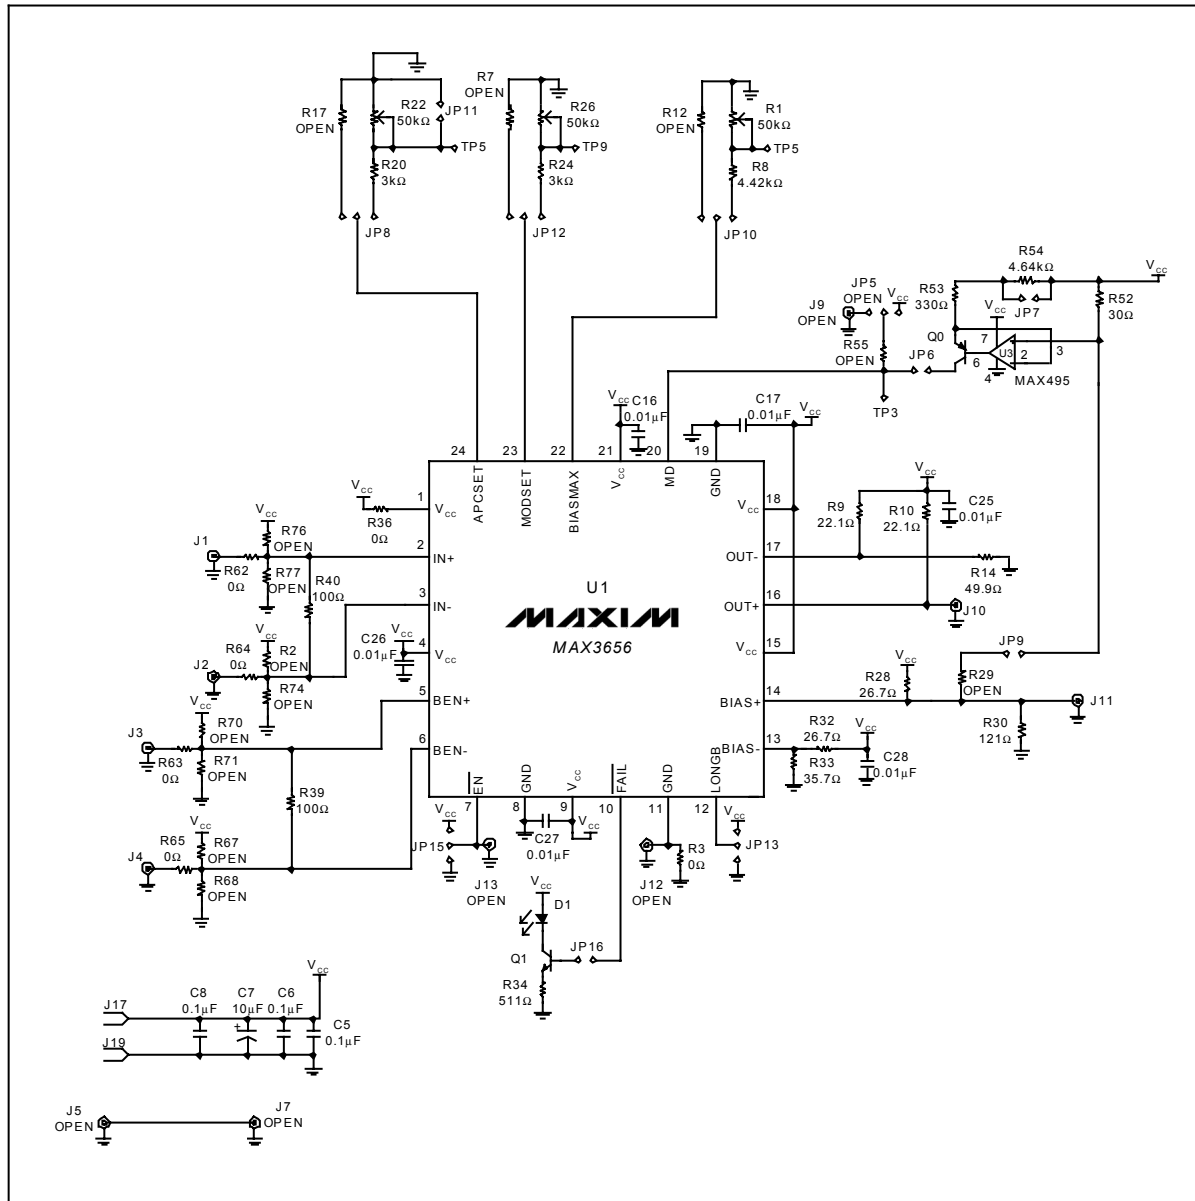 R17
OPEN
R22
50kΩ
JP11
TP5
R20
3kΩ
JP8
R7
OPEN
R26
50kΩ
TP9
R24
3kΩ
JP12
R12
OPEN
R1
50kΩ
TP5
R8
4.42kΩ
JP10
R54
4.64kΩ
VCC
R53
330Ω
JP7
R52
30Ω
JP5
OPEN
VCC
J9
OPEN
VCC
Q0
7
U3
2
3
6
4
MAX495
R55
OPEN
JP6
TP3
VCC
C16
0.01µF
C17
0.01µF
VCC
24
23
22
21
20
19
APCSET
MODSET
BIASMAX
VCC
MD
GND
VCC
R36
0Ω
1
VCC
VCC
18
VCC
R9
22.1Ω
R10
22.1Ω
C25
0.01µF
VCC
R76
OPEN
J1
R62
0Ω
R77
OPEN
R40
100Ω
2
IN+
17
OUT-
R14
49.9Ω
3
IN-
16
OUT+
J10
U1
MAXIM
MAX3656
VCC
R64
0Ω
J2
R2
OPEN
R74
OPEN
VCC
C26
0.01µF
4
VCC
15
VCC
JP9
5
BEN+
14
BIAS+
VCC
R28
26.7Ω
R29
OPEN
J11
R30
121Ω
VCC
R70
OPEN
J3
R63
0Ω
R71
OPEN
6
BEN-
13
BIAS-
R32
26.7Ω
VCC
R33
35.7Ω
C28
0.01µF
R39
100Ω
EN
GND
VCC
FAIL
GND
LONGB
7
8
9
10
11
12
VCC
JP15
C27
0.01µF
VCC
J13
OPEN
J12
OPEN
R3
0Ω
VCC
JP13
VCC
R65
0Ω
R67
OPEN
J4
R68
OPEN
VCC
D1
Q1
JP16
R34
511Ω
VCC
J17
C8
0.1µF
C7
10µF
+
C6
0.1µF
C5
0.1µF
J19
J5
OPEN
J7
OPEN